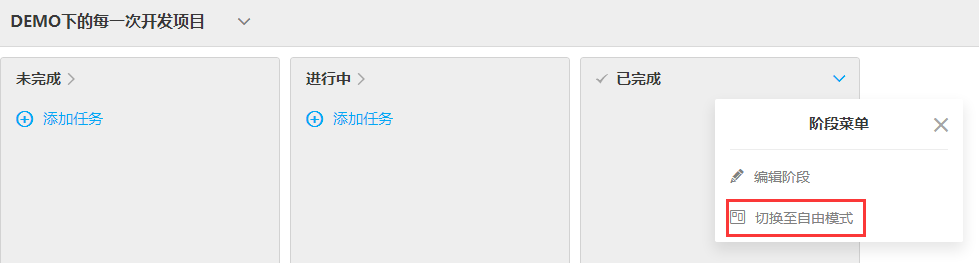 DEMO下的每一次开发项目
未完成
进行中
已完成
添加任务
添加任务
阶段菜单
编辑阶段
切换至自由模式